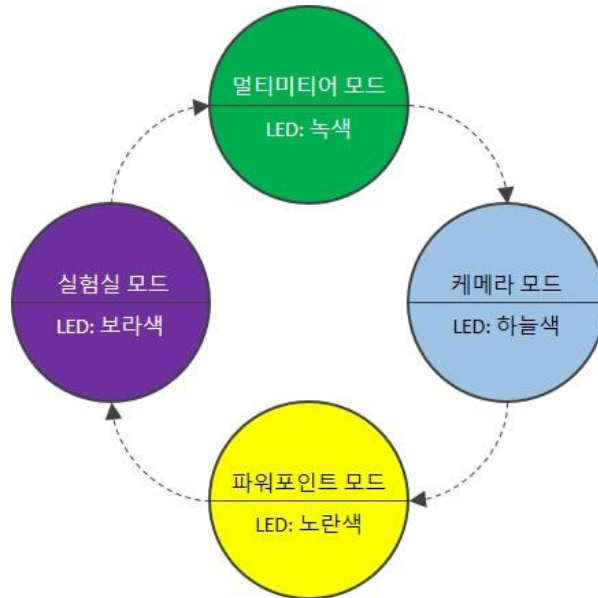 멀티미티어 모드
LED: 녹색
실험실 모드
LED: 보라색
케메라 모드
LED: 하늘색
파워포인트 모드
LED: 노란색